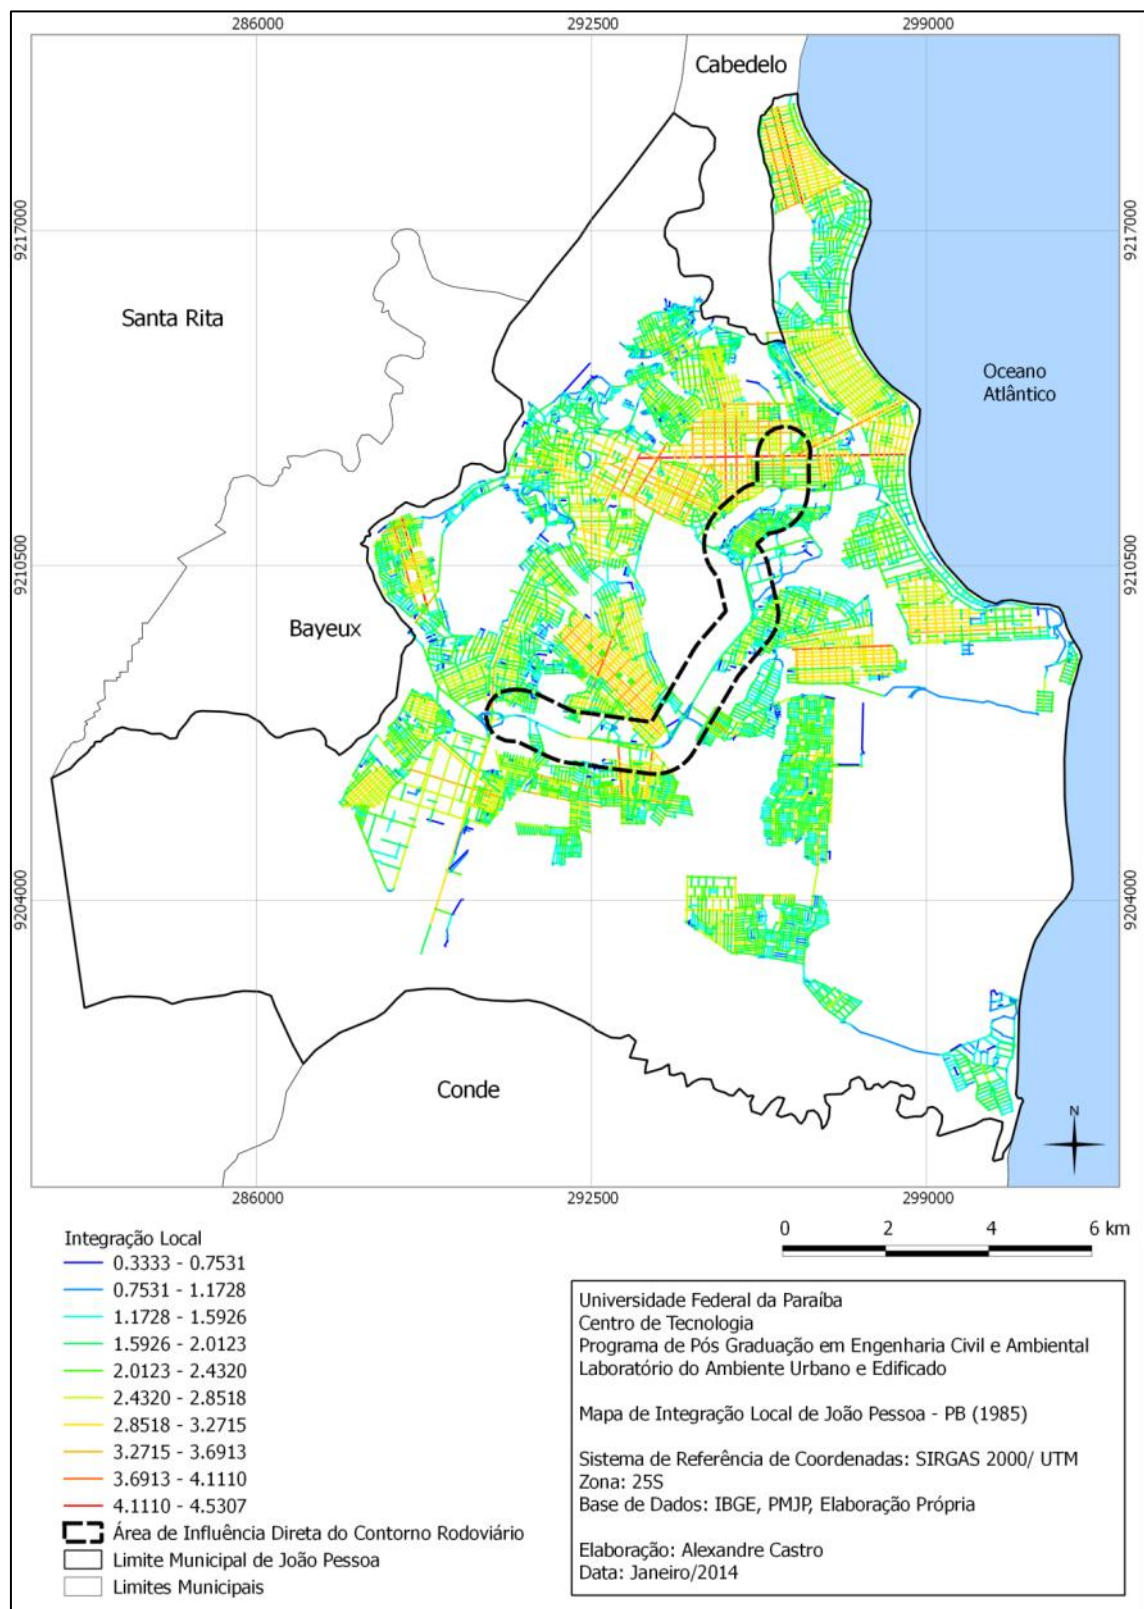 286000
292500
299000
Cabedelo
9217000
9217000
Santa Rita
Oceano
Atlântico
9210500
9210500
Bayeux
9204000
9204000
Conde
N
286000
292500
299000
0 2 4 6 km
Integração Local
0.3333 - 0.7531
0.7531 - 1.1728
1.1728 - 1.5926
1.5926 - 2.0123
2.0123 - 2.4320
2.4320 - 2.8518
2.8518 - 3.2715
3.2715 - 3.6913
3.6913 - 4.1110
4.1110 - 4.5307
Área de Influência Direta do Contorno Rodoviário
Limite Municipal de João Pessoa
Limites Municipais
Universidade Federal da Paraíba
Centro de Tecnologia
Programa de Pós Graduação em Engenharia Civil e Ambiental
Laboratório do Ambiente Urbano e Edificado
Mapa de Integração Local de João Pessoa - PB (1985)
Sistema de Referência de Coordenadas: SIRGAS 2000/ UTM
Zona: 25S
Base de Dados: IBGE, PMJP, Elaboração Própria
Elaboração: Alexandre Castro
Data: Janeiro/2014